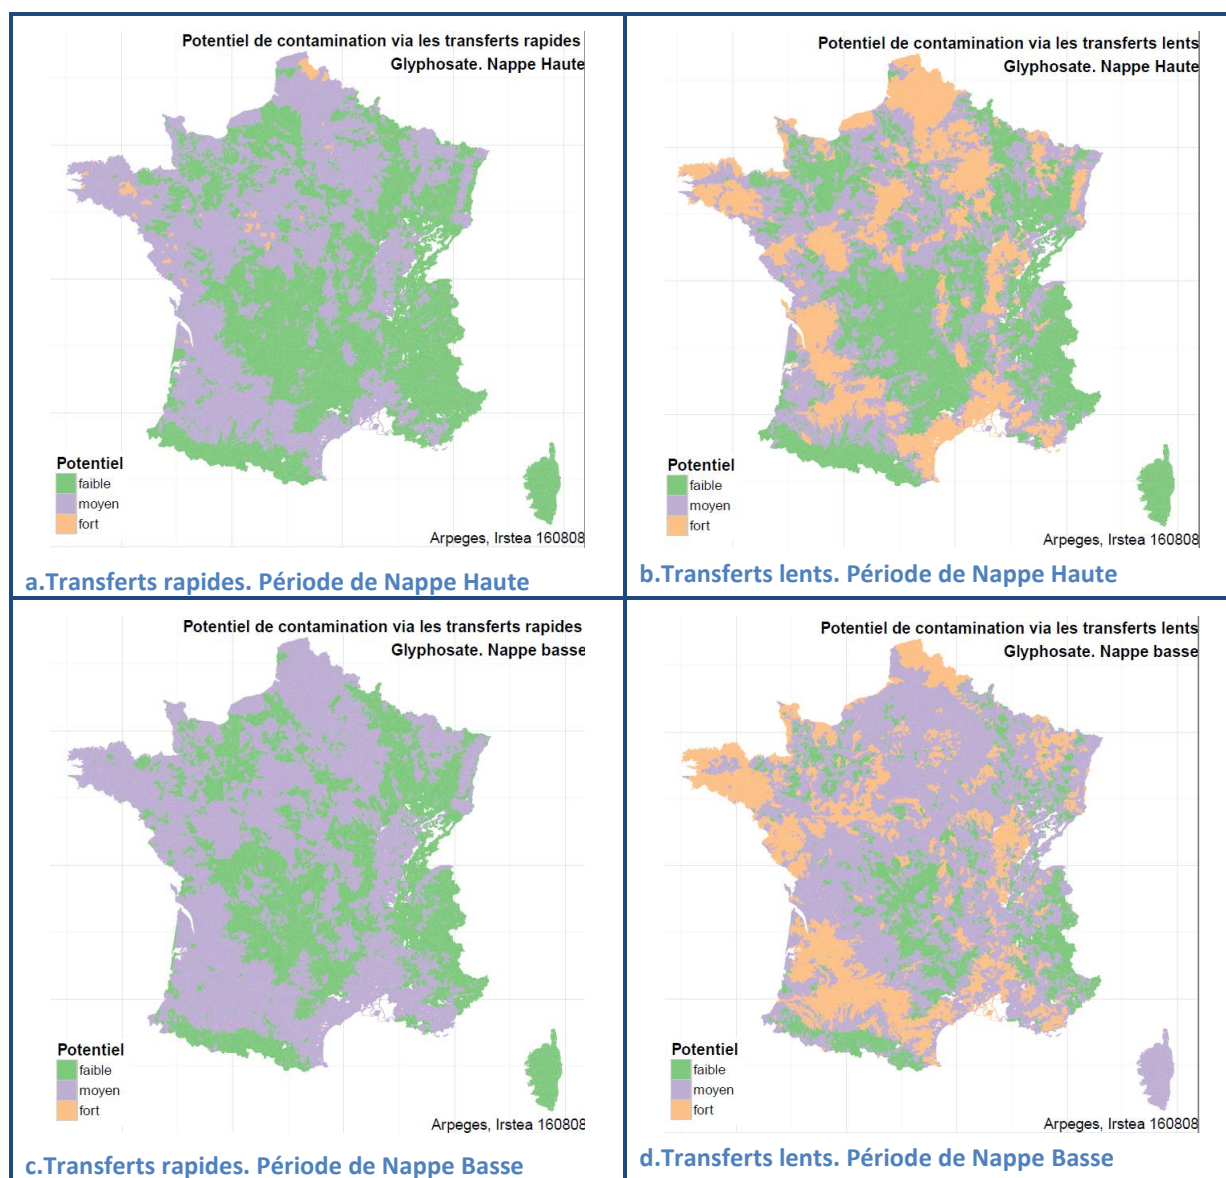 Potentiel de contamination via les transferts rapides
Glyphosate. Nappe Haute
Potentiel
faible
moyen
fort
Arpeges, Irstea 160808
a.Transferts rapides. Période de Nappe Haute
Potentiel de contamination via les transferts lents
Glyphosate. Nappe Haute
Potentiel
faible
moyen
fort
Arpeges, Irstea 160808
b.Transferts lents. Période de Nappe Haute
Potentiel de contamination via les transferts rapides
Glyphosate. Nappe basse
Potentiel
faible
moyen
fort
Arpeges, Irstea 160808
c.Transferts rapides. Période de Nappe Basse
Potentiel de contamination via les transferts lents
Glyphosate. Nappe basse
Potentiel
faible
moyen
fort
Arpeges, Irstea 160808
d.Transferts lents. Période de Nappe Basse